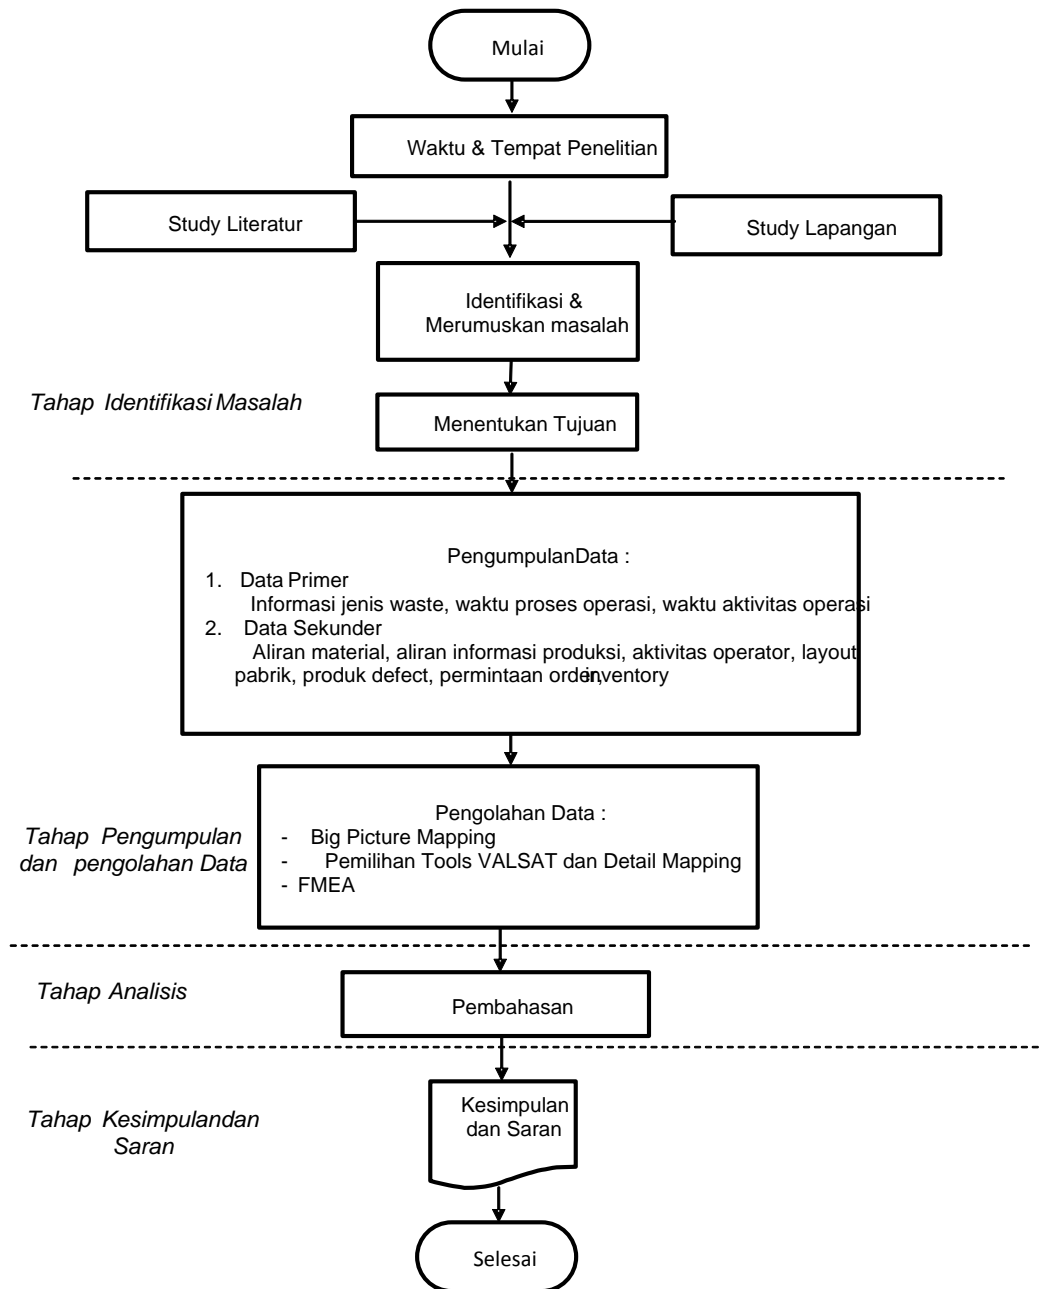 Mulai
Waktu & Tempat Penelitian
Study Literatur
Study Lapangan
Identifikasi &
Merumuskan masalah
Tahap Identifikasi Masalah
Menentukan Tujuan
PengumpulanData :
1. Data Primer
Informasi jenis waste, waktu proses operasi, waktu aktivitas operasi
2. Data Sekunder
Aliran material, aliran informasi produksi, aktivitas operator, layout
pabrik, produk defect, permintaan order, inventory
Tahap Pengumpulan
dan pengolahan Data
Pengolahan Data :
- Big Picture Mapping
- Pemilihan Tools VALSAT dan Detail Mapping
- FMEA
Tahap Analisis
Pembahasan
Tahap Kesimpulandan
Saran
Kesimpulan
dan Saran
Selesai